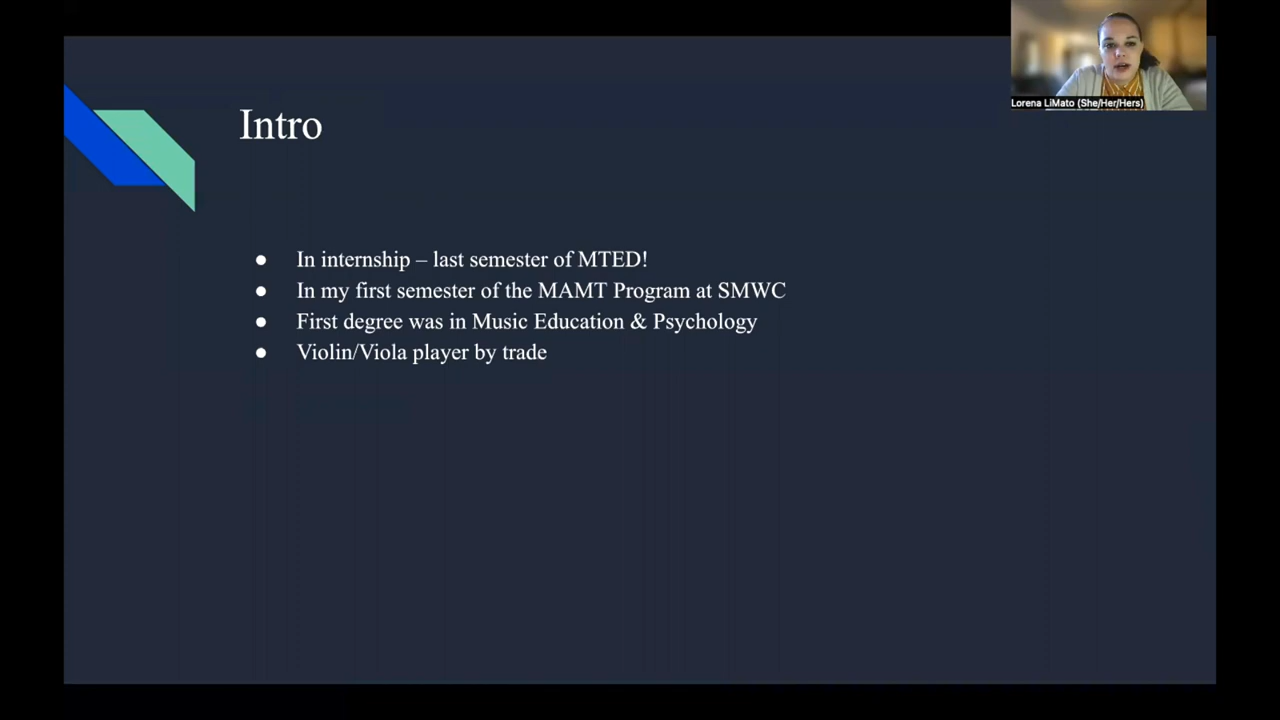 Lorena LiMato (She/Her/Hers)
Intro
● In internship – last semester of MTED!
● In my first semester of the MAMT Program at SMWC
● First degree was in Music Education & Psychology
● Violin/Viola player by trade